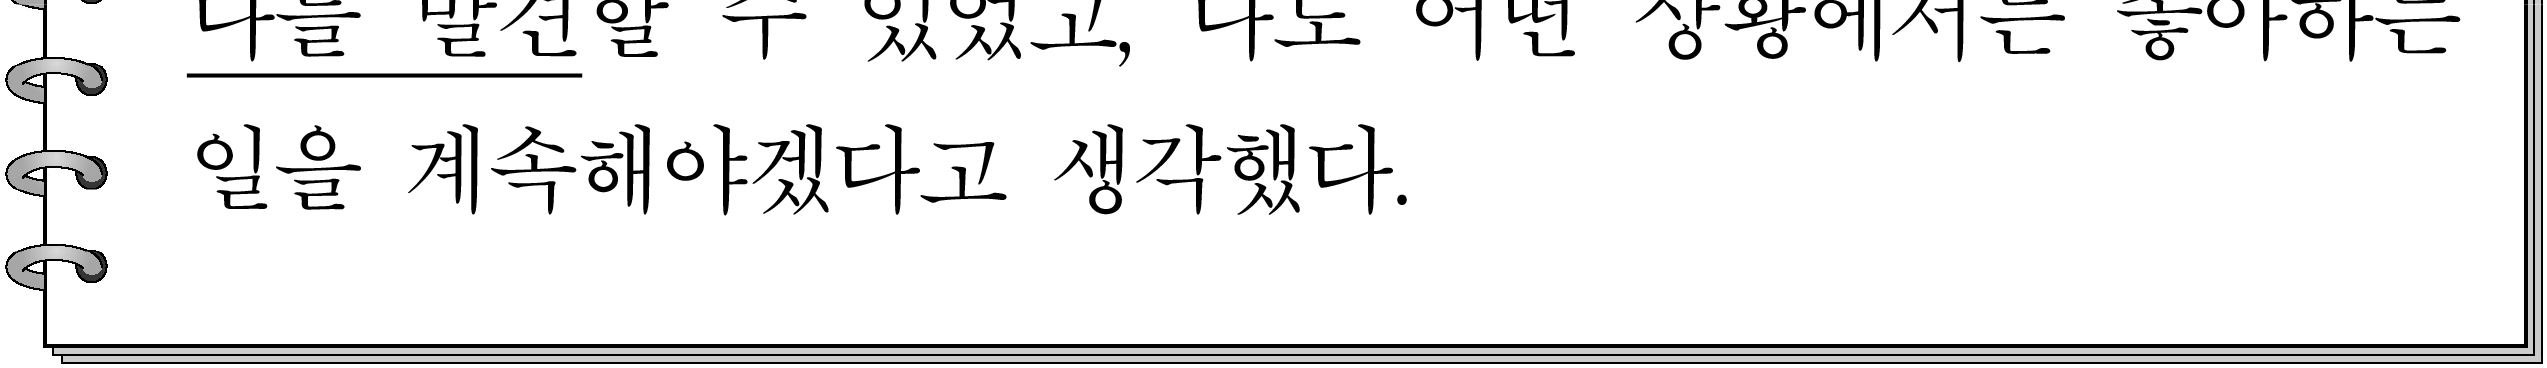 나를 발견할 수 있었고, 나도 어떤 상황에서는 좋아하는
일을 계속해야겠다고 생각했다.